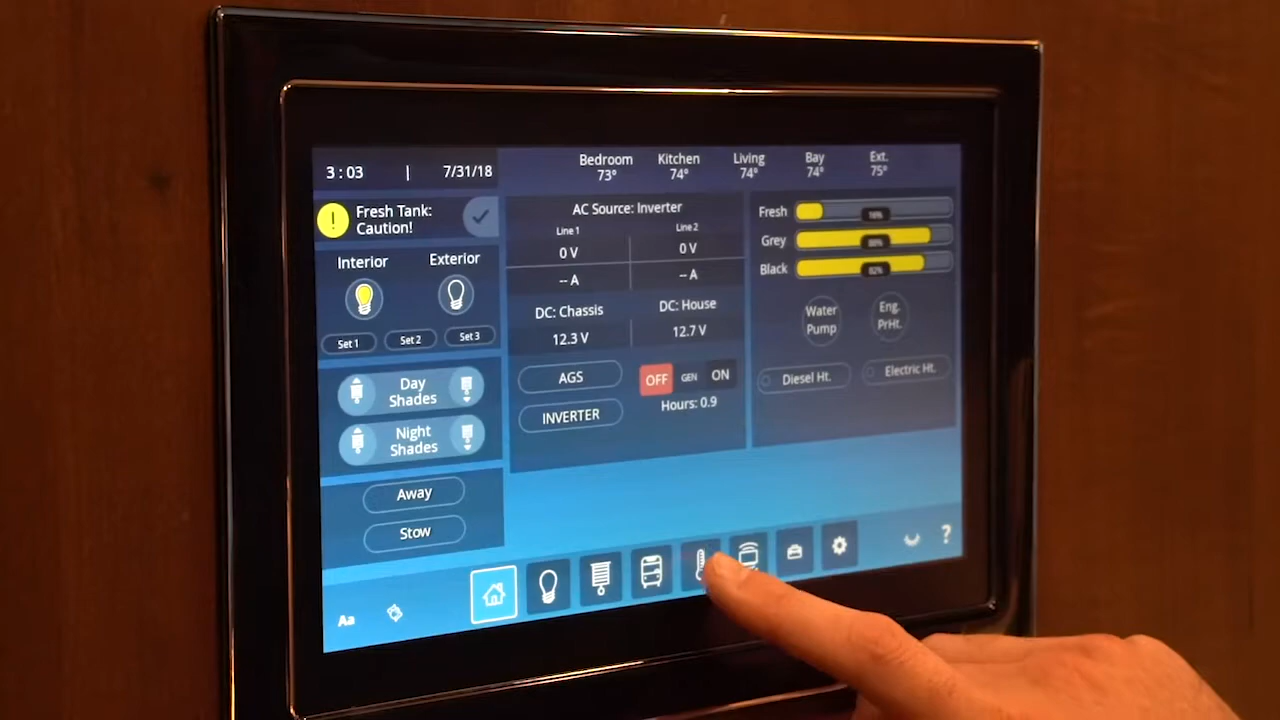 3 : 03 | 7/31/18
Bedroom Kitchen Living Bay Ext.
73° 74° 74° 74° 75°
! Fresh Tank:
Caution!
Interior Exterior
Set 1 Set 2 Set 3
Day
Shades
Night
Shades
Away
Stow
AC Source: Inverter
Line 1 Line 2
0 V 0 V
-- A -- A
DC: Chassis DC: House
12.3 V 12.7 V
AGS
INVERTER
OFF GEN ON
Hours: 0.9
Fresh 16%
Grey
Black 82%
Water
Pump
Eng.
PrHt.
Diesel Ht. Electric Ht.
Aa
?